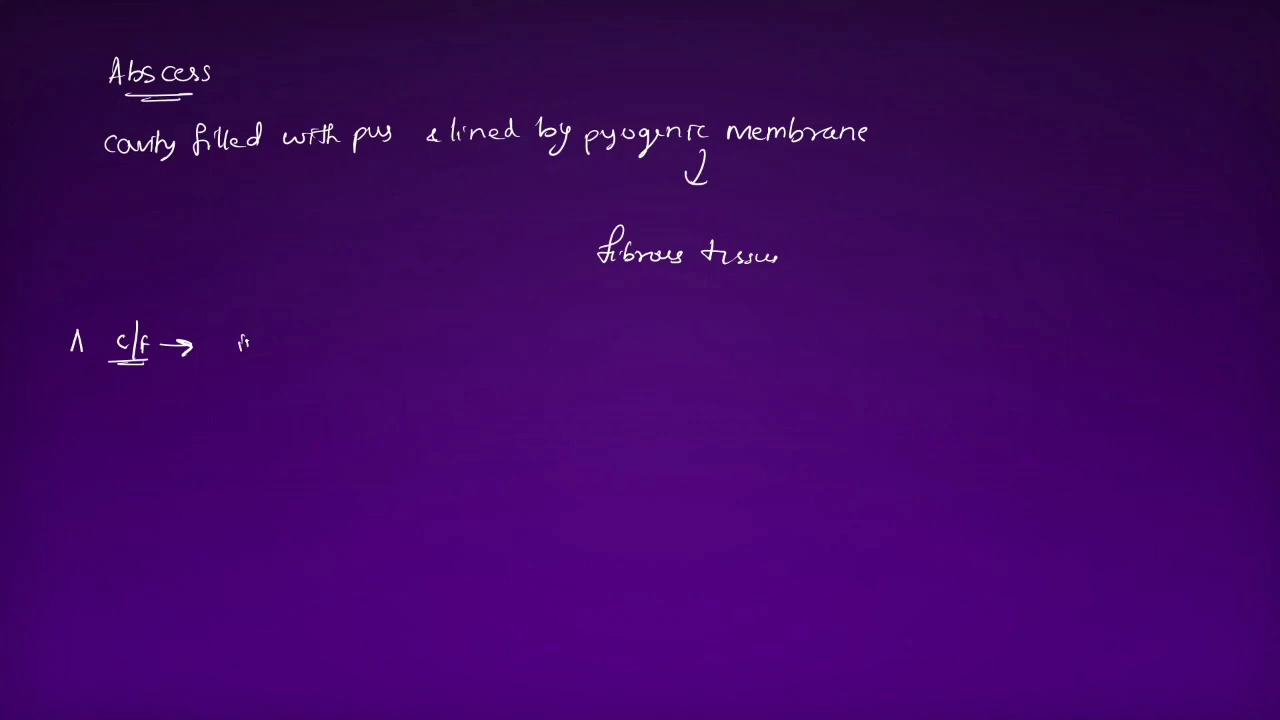 Abscess
cavity filled with pus & lined by pyogenic membrane
↓
fibrous tissue
c/f →